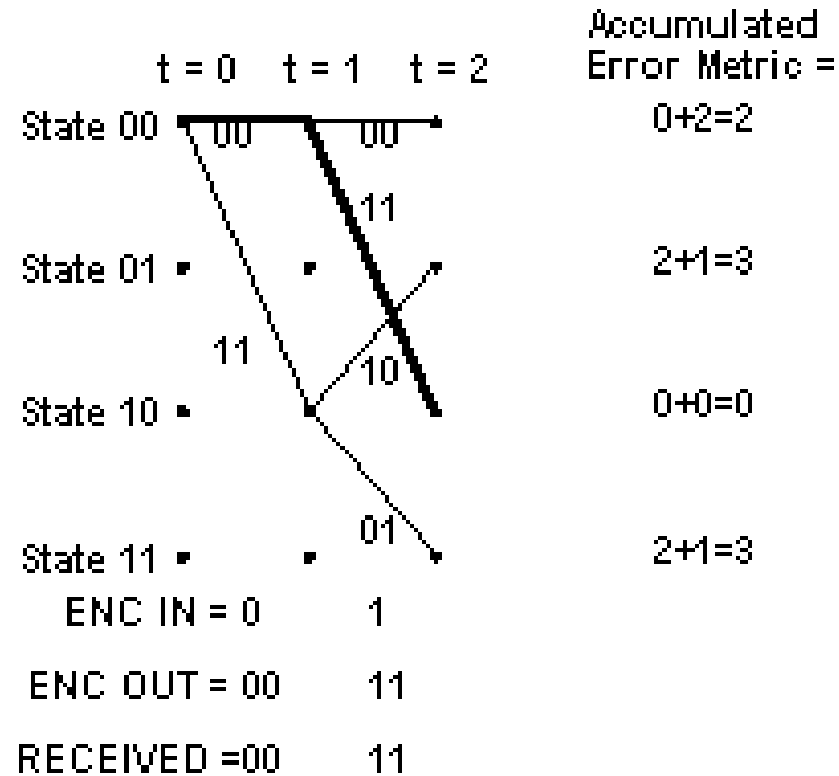 Accumulated
Error Metric =
t = 0 t = 1 t = 2
State 00 00 00 0+2=2
11
State 01 2+1=3
11
10
State 10 0+0=0
01
State 11 2+1=3
ENC IN = 0 1
ENC OUT = 00 11
RECEIVED =00 11